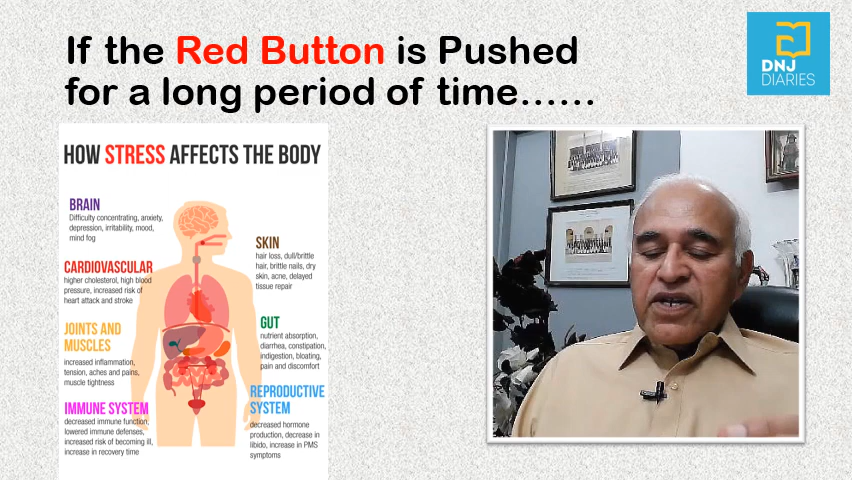 If the Red Button is Pushed
for a long period of time......
DNJ
DIARIES
HOW STRESS AFFECTS THE BODY
BRAIN
Difficulty concentrating, anxiety,
depression, irritability, mood,
mind fog
CARDIOVASCULAR
higher cholesterol, high blood
pressure, increased risk of
heart attack and stroke
JOINTS AND
MUSCLES
increased inflammation,
tension, aches and pains,
muscle tightness
IMMUNE SYSTEM
decreased immune function,
lowered immune defenses,
increased risk of becoming ill,
increase in recovery time
SKIN
hair loss, dull/brittle
hair, brittle nails, dry
skin, acne, delayed
tissue repair
GUT
nutrient absorption,
diarrhea, constipation,
indigestion, bloating,
pain and discomfort
REPRODUCTIVE
SYSTEM
decreased hormone
production, decrease in
libido, increase in PMS
symptoms